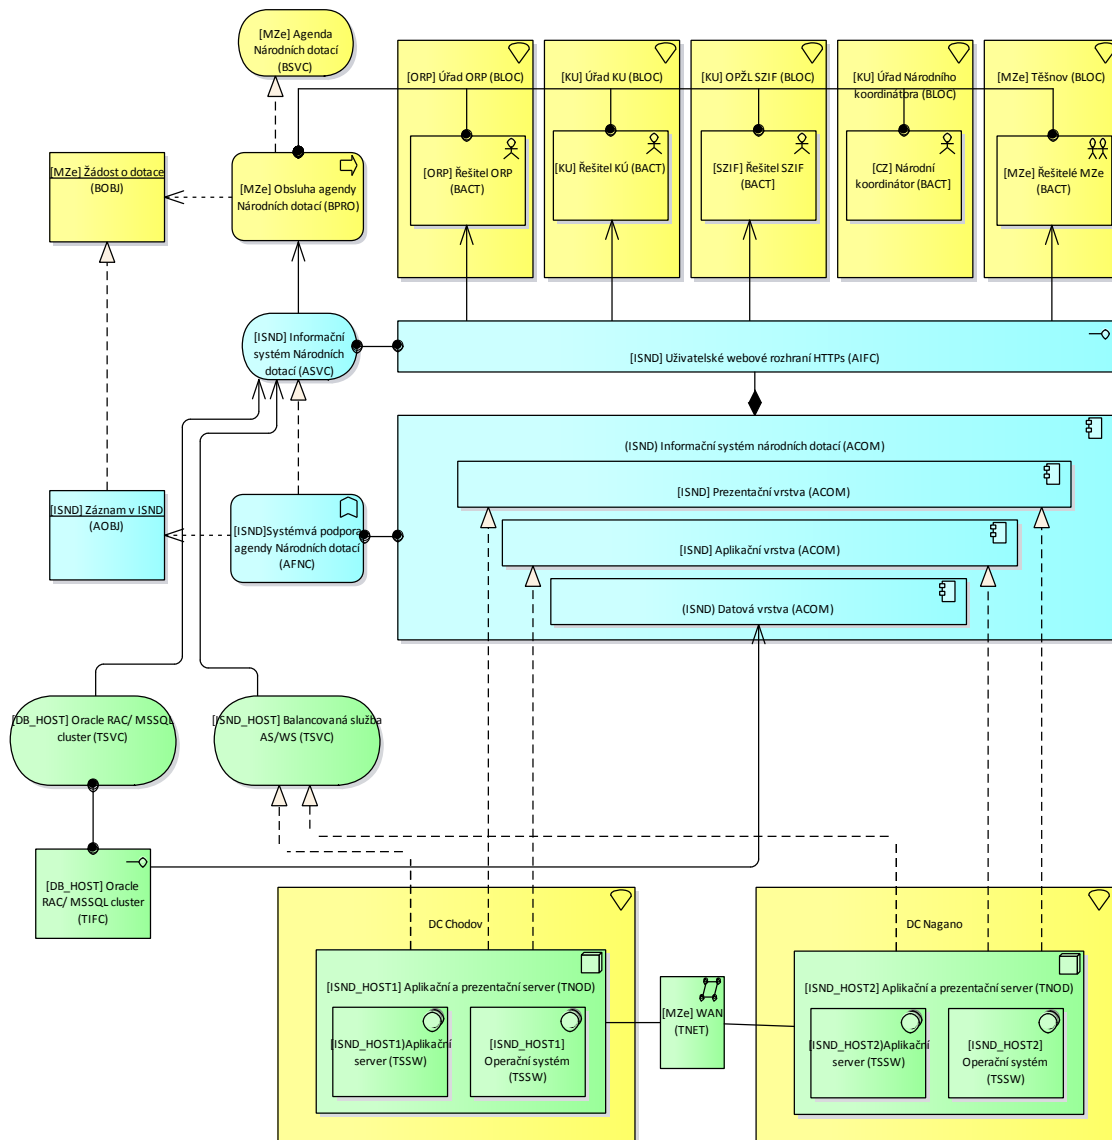 [MZe] Agenda
Národních dotací
(BSVC)
[ORP] Úřad ORP (BLOC)
[KU] Úřad KU (BLOC)
[KU] OPŽL SZIF (BLOC)
[KU] Úřad Národního
koordinátora (BLOC)
[MZe] Těšnov (BLOC)
[MZe] Žádost o dotace
(BOBJ)
[MZe] Obsluha agendy
Národních dotací (BPRO)
[ORP] Řešitel ORP
(BACT)
[KU] Řešitel KÚ (BACT)
[SZIF] Řešitel SZIF
(BACT]
[CZ] Národní
koordinátor (BACT]
[MZe] Řešitelé MZe
(BACT)
[ISND] Informační
systém Národních
dotací (ASVC)
[ISND] Uživatelské webové rozhraní HTTPs (AIFC)
(ISND) Informační systém národních dotací (ACOM)
[ISND] Prezentační vrstva (ACOM)
[ISND] Aplikační vrstva (ACOM)
(ISND) Datová vrstva (ACOM)
[ISND] Záznam v ISND
(AOBJ)
[ISND]Systémvá podpora
agendy Národních dotací
(AFNC)
[DB_HOST] Oracle RAC/ MSSQL
cluster (TSVC)
[ISND_HOST] Balancovaná služba
AS/WS (TSVC)
[DB_HOST] Oracle
RAC/ MSSQL cluster
(TIFC)
DC Chodov
[ISND_HOST1] Aplikační a prezentační server (TNOD)
[ISND_HOST1)Aplikační
server (TSSW)
[ISND_HOST1]
Operační systém
(TSSW)
[MZe] WAN
(TNET)
DC Nagano
[ISND_HOST2] Aplikační a prezentační server (TNOD)
[ISND_HOST2)Aplikační
server (TSSW)
[ISND_HOST2]
Operační systém
(TSSW)